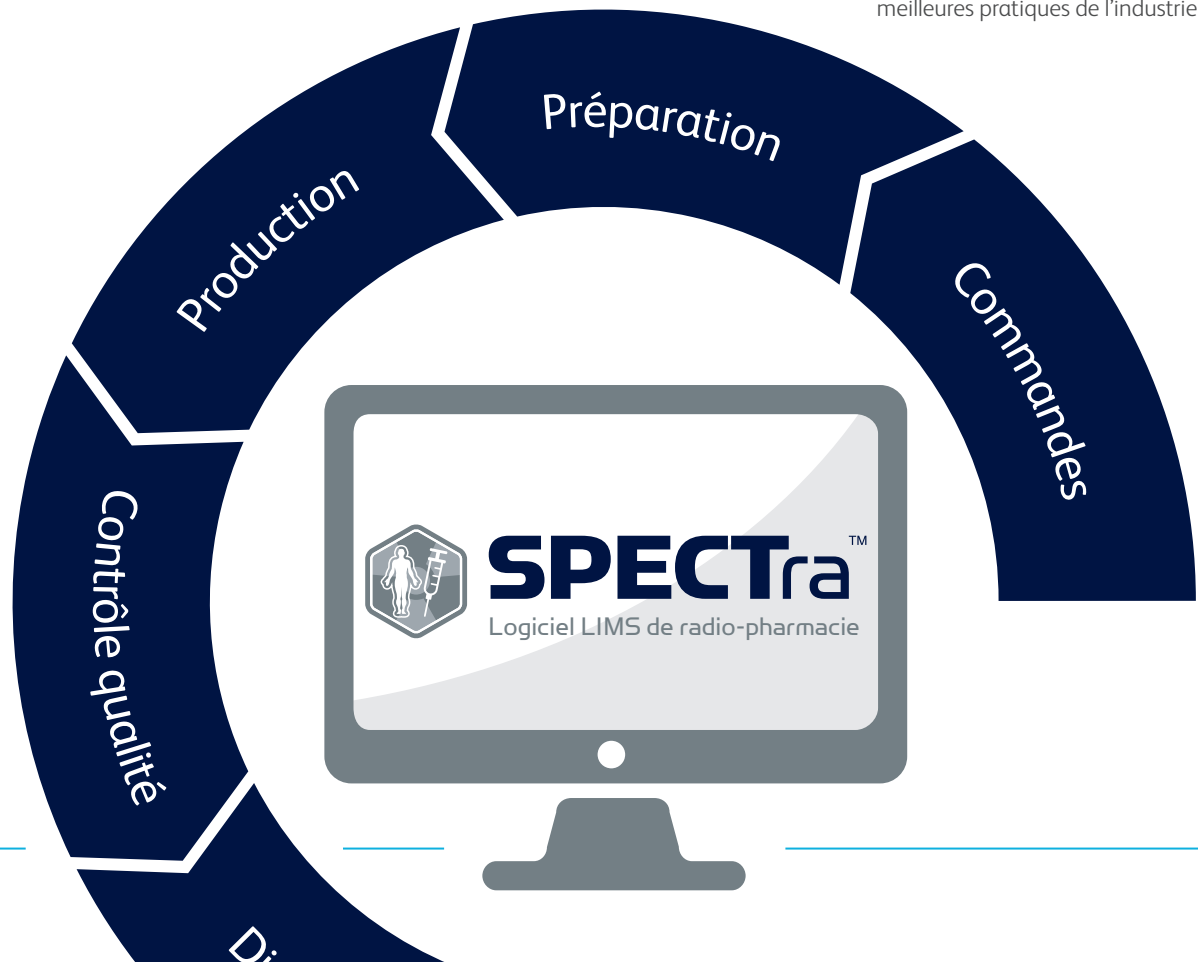 meilleures pratiques de l'industrie
Préparation
Commandes
Production
Contrôle qualité
SPECTra™
Logiciel LIMS de radio-pharmacie